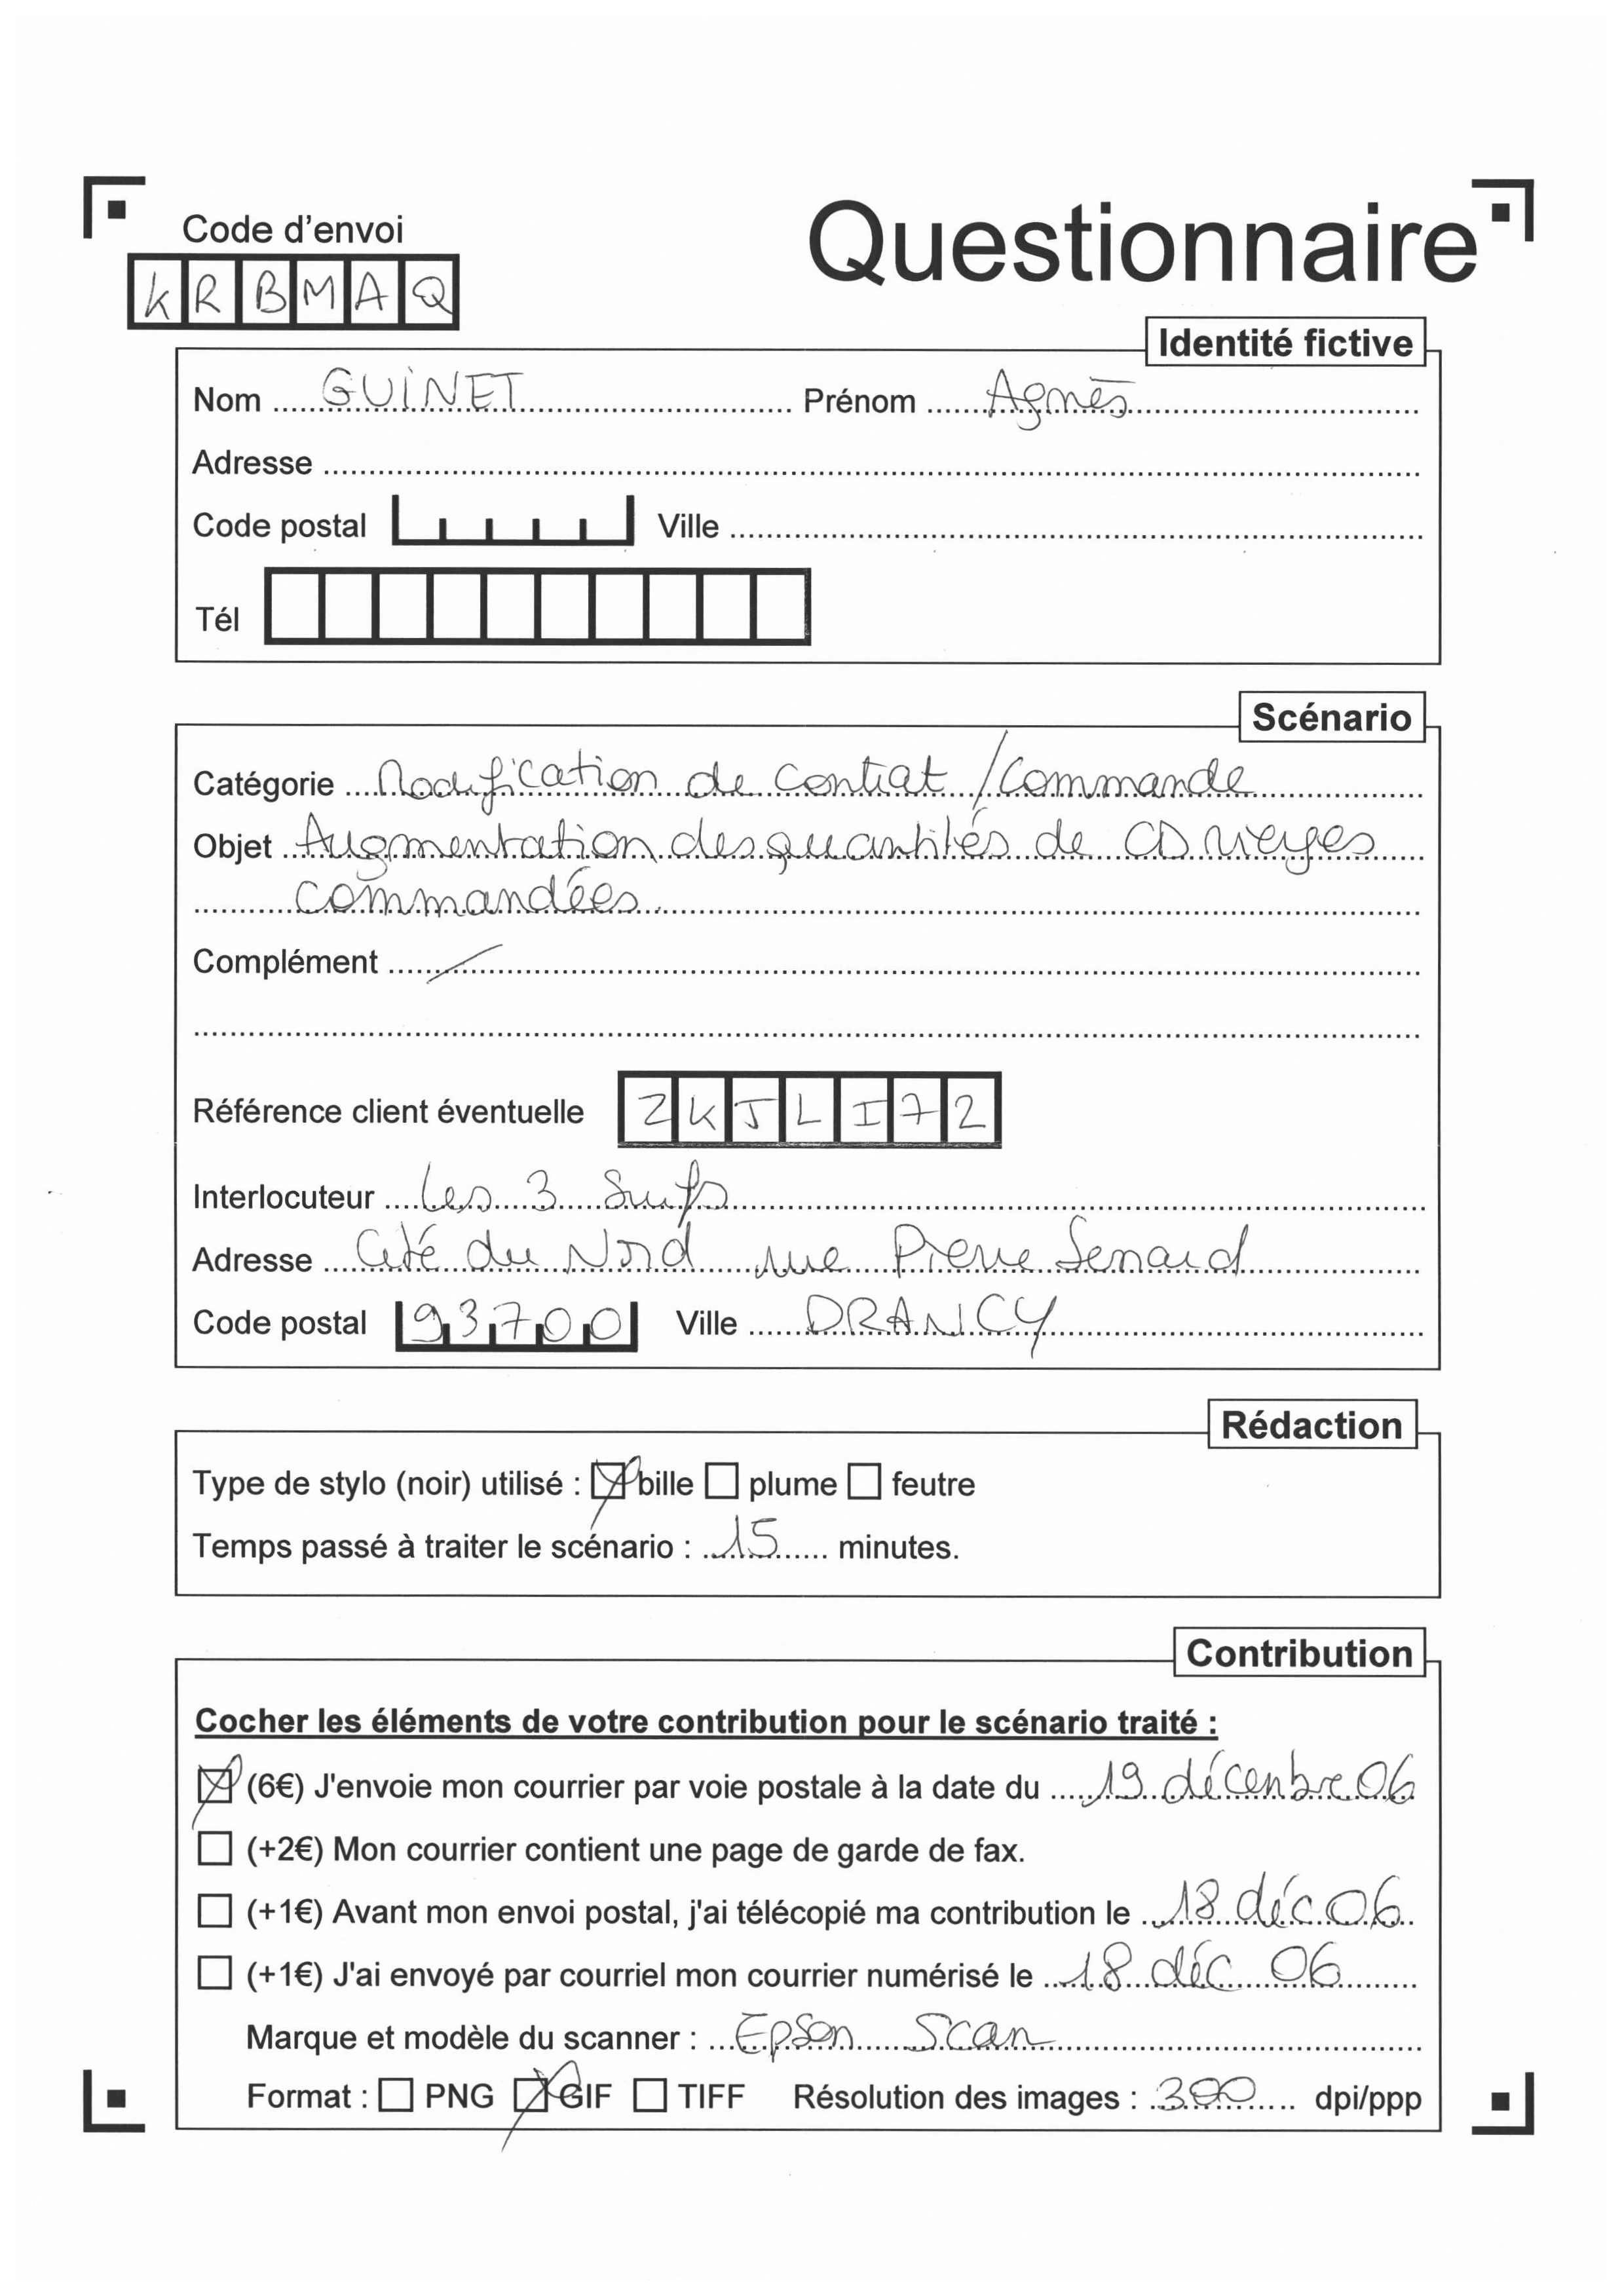 Code d'envoi
Questionnaire
KRBMAQ
Identité fictive
Nom GUINET Prénom Agnès
Adresse
Code postal Ville
Tél
Scénario
Catégorie Modification de contrat / Commande
Objet Augmentation des quantités de CD vierges
commandées.
Complément /
Référence client éventuelle ZKJLI72
Interlocuteur Les 3 Suifs
Adresse Cité du Nord rue Pierre Semard
Code postal 93700 Ville DRANCY
Rédaction
Type de stylo (noir) utilisé : ☒ bille ☐ plume ☐ feutre
Temps passé à traiter le scénario : 15 minutes.
Contribution
Cocher les éléments de votre contribution pour le scénario traité :
☒ (6€) J'envoie mon courrier par voie postale à la date du 19 décembre 06
☐ (+2€) Mon courrier contient une page de garde de fax.
☐ (+1€) Avant mon envoi postal, j'ai télécopié ma contribution le 18 déc 06
☐ (+1€) J'ai envoyé par courriel mon courrier numérisé le 18 déc 06
Marque et modèle du scanner : Epson Scan
Format : ☐ PNG ☒ GIF ☐ TIFF Résolution des images : 300 dpi/ppp